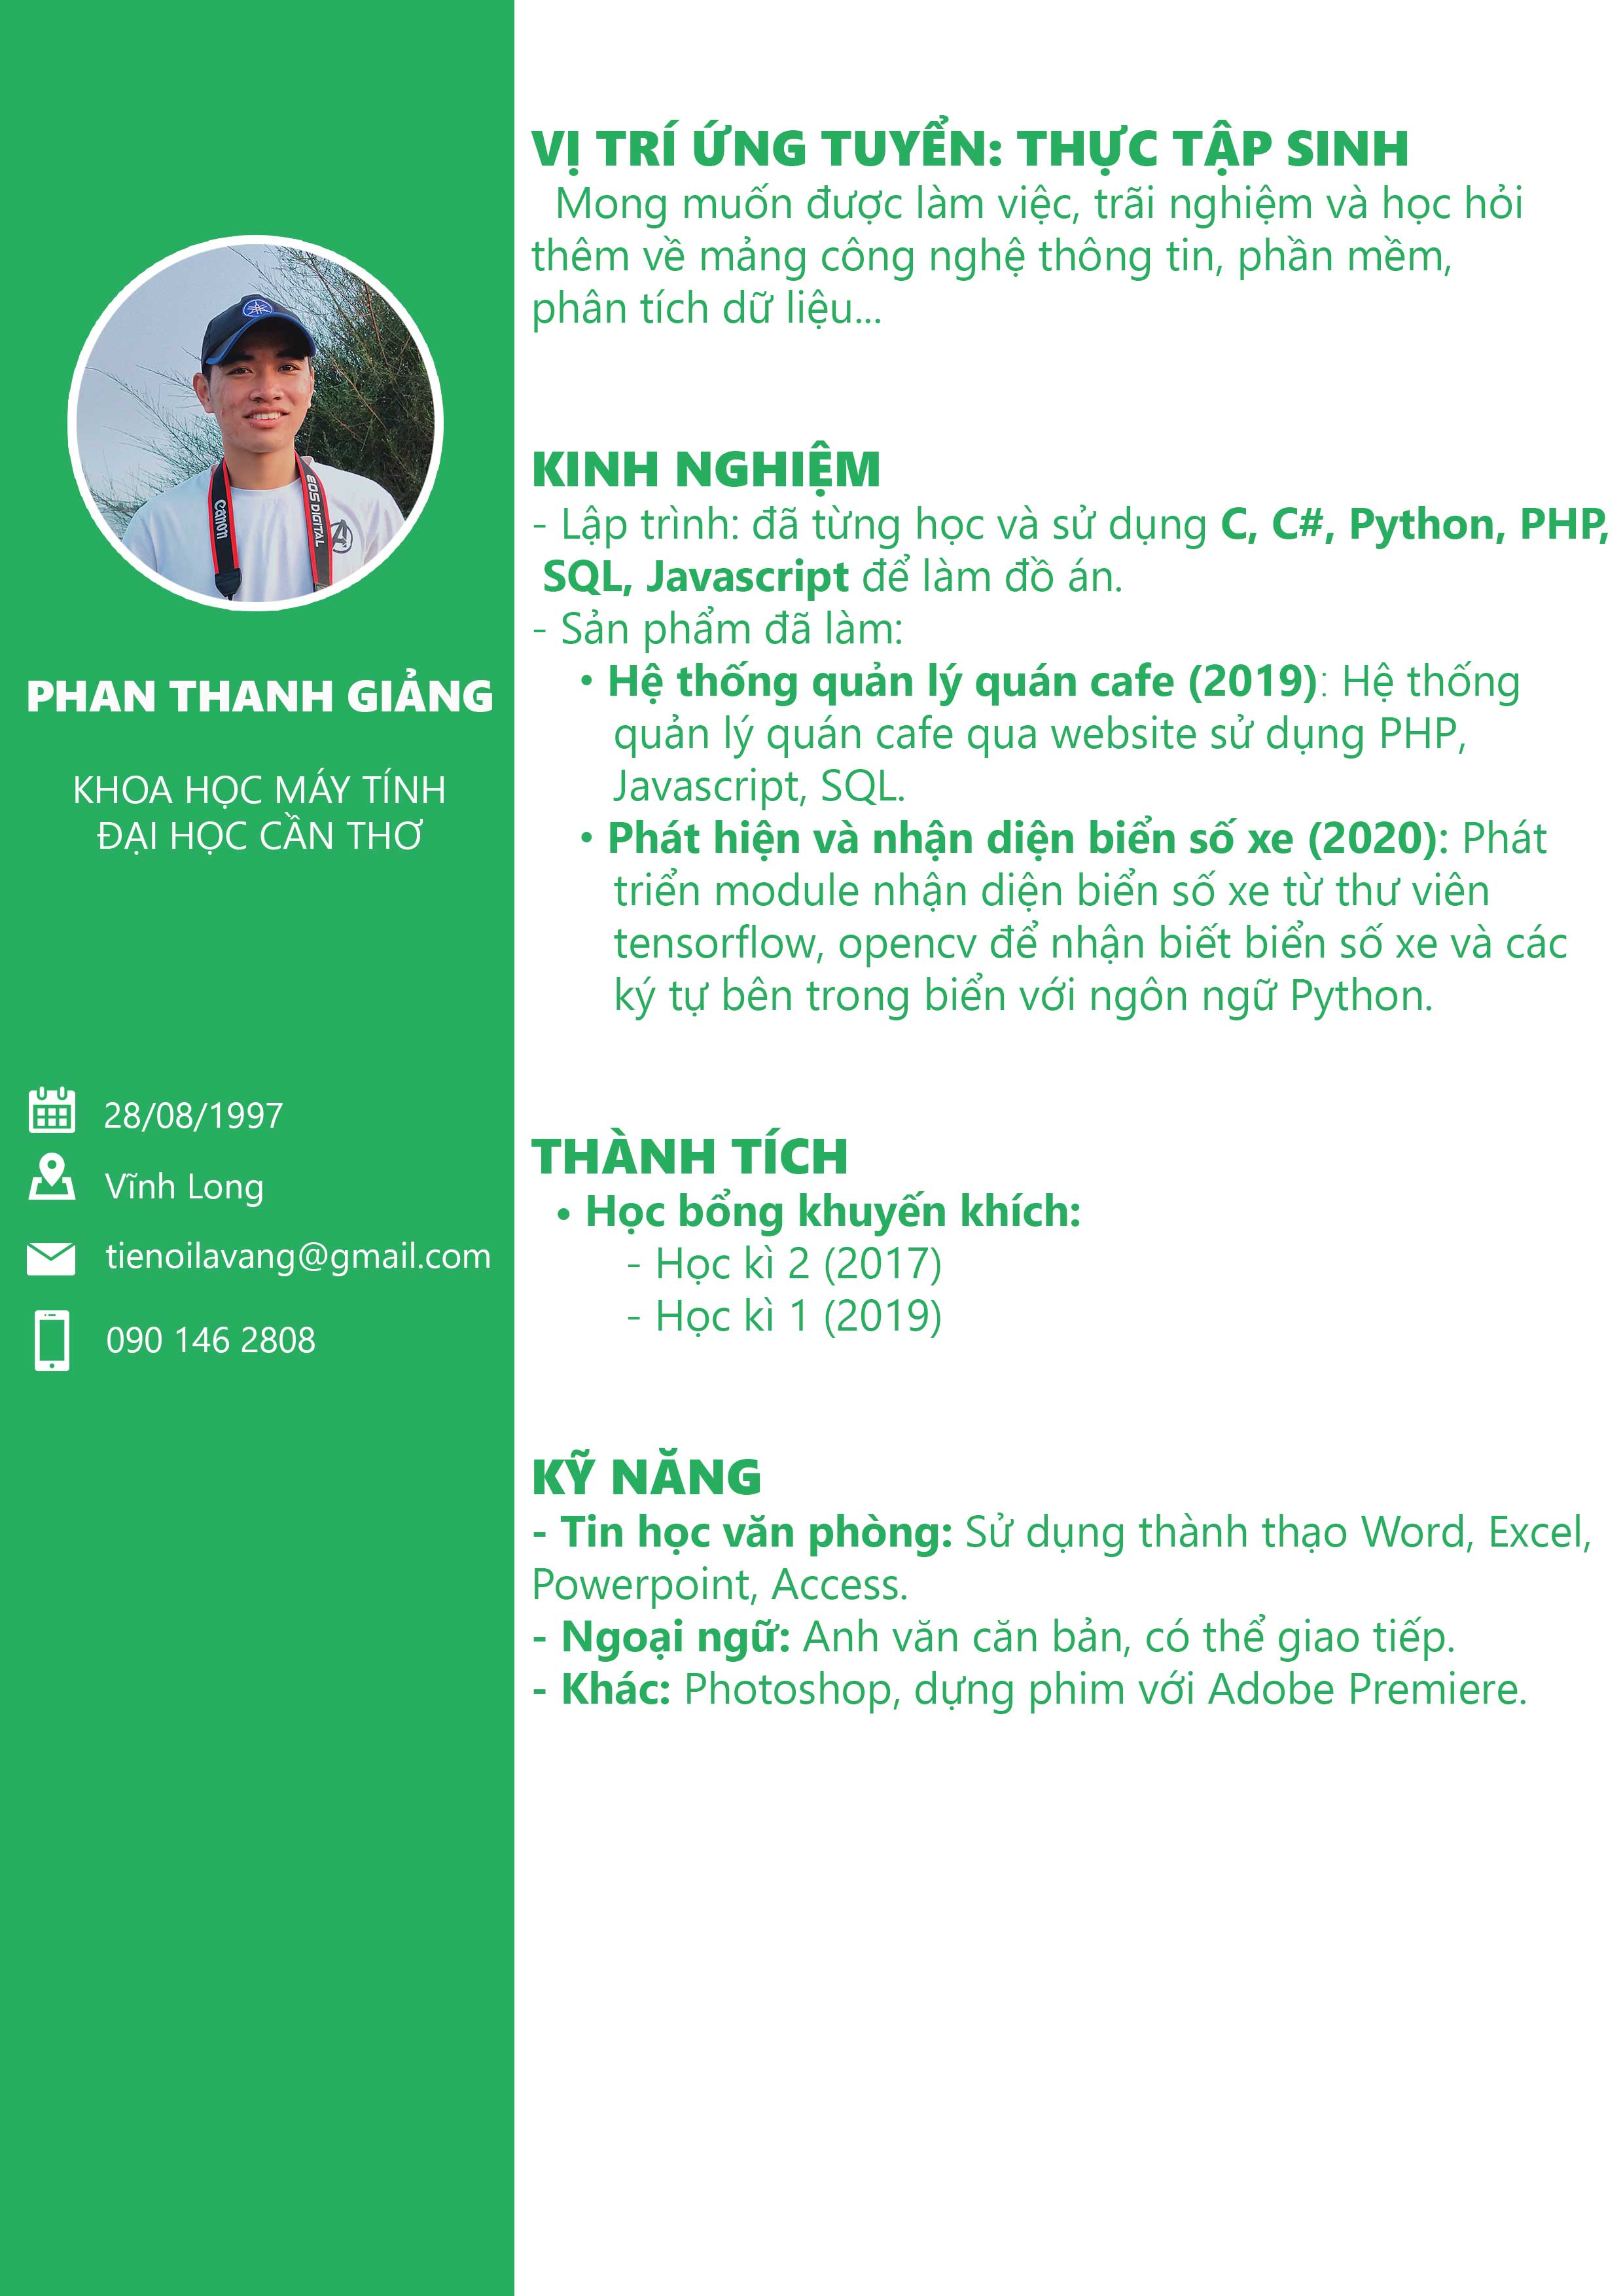 Canon
EOS DIGITAL
PHAN THANH GIẢNG
KHOA HỌC MÁY TÍNH
ĐẠI HỌC CẦN THƠ
28/08/1997
Vĩnh Long
tienoilavang@gmail.com
090 146 2808
VỊ TRÍ ỨNG TUYỂN: THỰC TẬP SINH
Mong muốn được làm việc, trãi nghiệm và học hỏi
thêm về mảng công nghệ thông tin, phần mềm,
phân tích dữ liệu...
KINH NGHIỆM
- Lập trình: đã từng học và sử dụng C, C#, Python, PHP,
SQL, Javascript để làm đồ án.
- Sản phẩm đã làm:
• Hệ thống quản lý quán cafe (2019): Hệ thống
quản lý quán cafe qua website sử dụng PHP,
Javascript, SQL.
• Phát hiện và nhận diện biển số xe (2020): Phát
triển module nhận diện biển số xe từ thư viên
tensorflow, opencv để nhận biết biển số xe và các
ký tự bên trong biển với ngôn ngữ Python.
THÀNH TÍCH
• Học bổng khuyến khích:
- Học kì 2 (2017)
- Học kì 1 (2019)
KỸ NĂNG
- Tin học văn phòng: Sử dụng thành thạo Word, Excel,
Powerpoint, Access.
- Ngoại ngữ: Anh văn căn bản, có thể giao tiếp.
- Khác: Photoshop, dựng phim với Adobe Premiere.